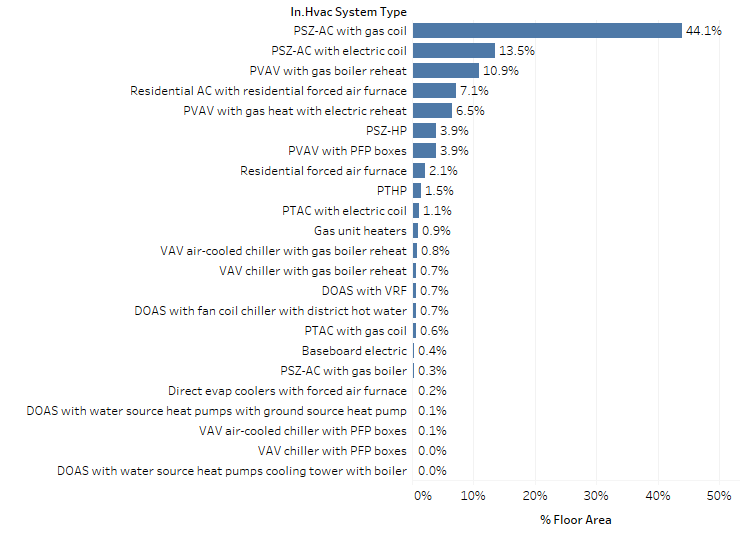 In.Hvac System Type
PSZ-AC with gas coil 44.1%
PSZ-AC with electric coil 13.5%
PVAV with gas boiler reheat 10.9%
Residential AC with residential forced air furnace 7.1%
PVAV with gas heat with electric reheat 6.5%
PSZ-HP 3.9%
PVAV with PFP boxes 3.9%
Residential forced air furnace 2.1%
PTHP 1.5%
PTAC with electric coil 1.1%
Gas unit heaters 0.9%
VAV air-cooled chiller with gas boiler reheat 0.8%
VAV chiller with gas boiler reheat 0.7%
DOAS with VRF 0.7%
DOAS with fan coil chiller with district hot water 0.7%
PTAC with gas coil 0.6%
Baseboard electric 0.4%
PSZ-AC with gas boiler 0.3%
Direct evap coolers with forced air furnace 0.2%
DOAS with water source heat pumps with ground source heat pump 0.1%
VAV air-cooled chiller with PFP boxes 0.1%
VAV chiller with PFP boxes 0.0%
DOAS with water source heat pumps cooling tower with boiler 0.0%
0% 10% 20% 30% 40% 50%
% Floor Area